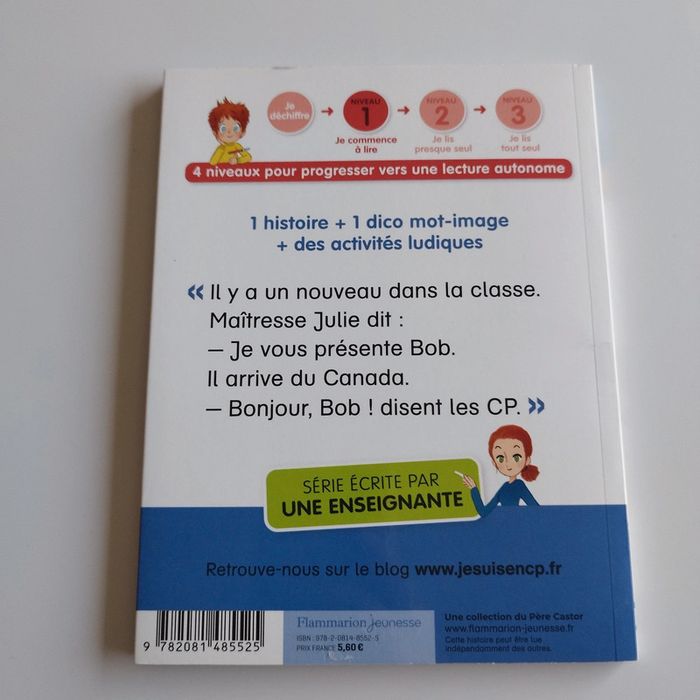 Je
déchiffre
NIVEAU
1
Je commence
à lire
NIVEAU
2
Je lis
presque seul
NIVEAU
3
Je lis
tout seul
4 niveaux pour progresser vers une lecture autonome
1 histoire + 1 dico mot-image
+ des activités ludiques
« Il y a un nouveau dans la classe.
Maîtresse Julie dit :
– Je vous présente Bob.
Il arrive du Canada.
– Bonjour, Bob ! disent les CP. »
SÉRIE ÉCRITE PAR
UNE ENSEIGNANTE
Retrouve-nous sur le blog www.jesuisencp.fr
9 782081 485525
Flammarion jeunesse
ISBN : 978-2-0814-8552-5
PRIX FRANCE 5,60 €
Une collection du Père Castor
www.flammarion-jeunesse.fr
Cette histoire peut être lue
indépendamment des autres.